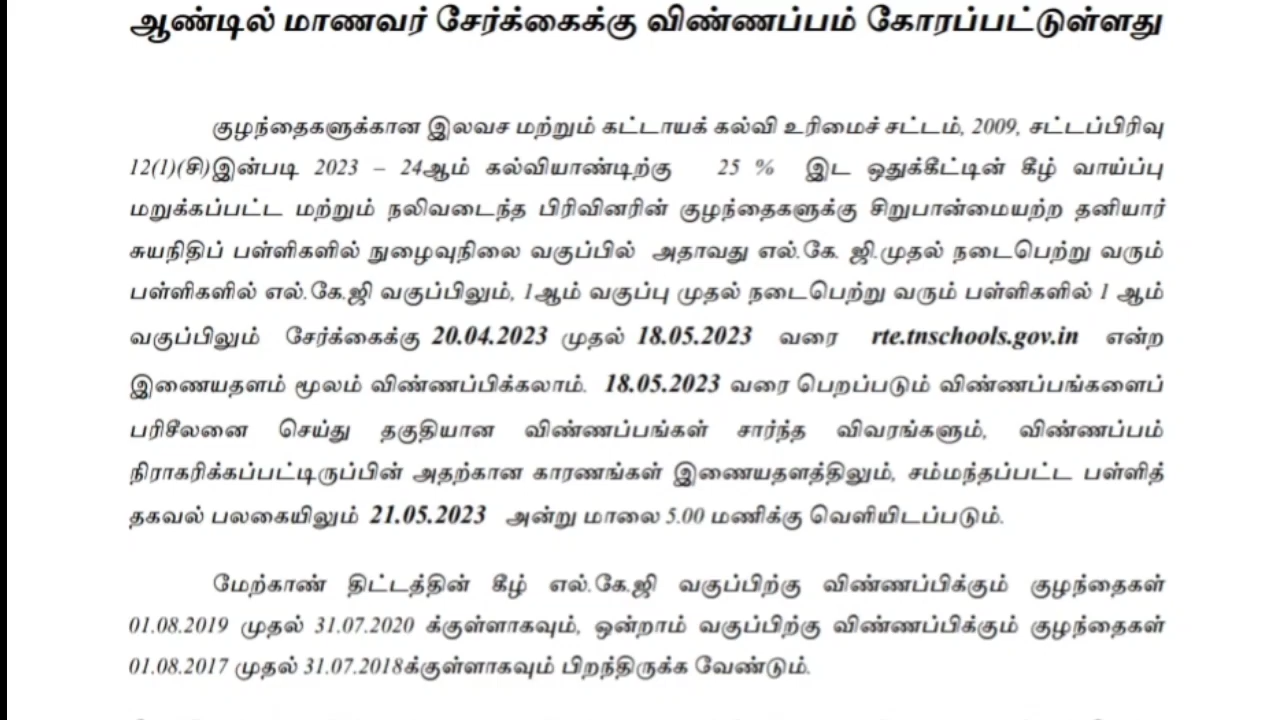 ஆண்டில் மாணவர் சேர்க்கைக்கு விண்ணப்பம் கோரப்பட்டுள்ளது
குழந்தைகளுக்கான இலவச மற்றும் கட்டாயக் கல்வி உரிமைச் சட்டம், 2009, சட்டப்பிரிவு
12(1)(சி)இன்படி 2023 – 24ஆம் கல்வியாண்டிற்கு 25 % இட ஒதுக்கீட்டின் கீழ் வாய்ப்பு
மறுக்கப்பட்ட மற்றும் நலிவடைந்த பிரிவினரின் குழந்தைகளுக்கு சிறுபான்மையற்ற தனியார்
சுயநிதிப் பள்ளிகளில் நுழைவுநிலை வகுப்பில் அதாவது எல்.கே. ஜி.முதல் நடைபெற்று வரும்
பள்ளிகளில் எல்.கே.ஜி வகுப்பிலும், 1ஆம் வகுப்பு முதல் நடைபெற்று வரும் பள்ளிகளில் 1 ஆம்
வகுப்பிலும் சேர்க்கைக்கு 20.04.2023 முதல் 18.05.2023 வரை rte.tnschools.gov.in என்ற
இணையதளம் மூலம் விண்ணப்பிக்கலாம். 18.05.2023 வரை பெறப்படும் விண்ணப்பங்களைப்
பரிசீலனை செய்து தகுதியான விண்ணப்பங்கள் சார்ந்த விவரங்களும், விண்ணப்பம்
நிராகரிக்கப்பட்டிருப்பின் அதற்கான காரணங்கள் இணையதளத்திலும், சம்மந்தப்பட்ட பள்ளித்
தகவல் பலகையிலும் 21.05.2023 அன்று மாலை 5.00 மணிக்கு வெளியிடப்படும்.
மேற்காண் திட்டத்தின் கீழ் எல்.கே.ஜி வகுப்பிற்கு விண்ணப்பிக்கும் குழந்தைகள்
01.08.2019 முதல் 31.07.2020 க்குள்ளாகவும், ஒன்றாம் வகுப்பிற்கு விண்ணப்பிக்கும் குழந்தைகள்
01.08.2017 முதல் 31.07.2018க்குள்ளாகவும் பிறந்திருக்க வேண்டும்.